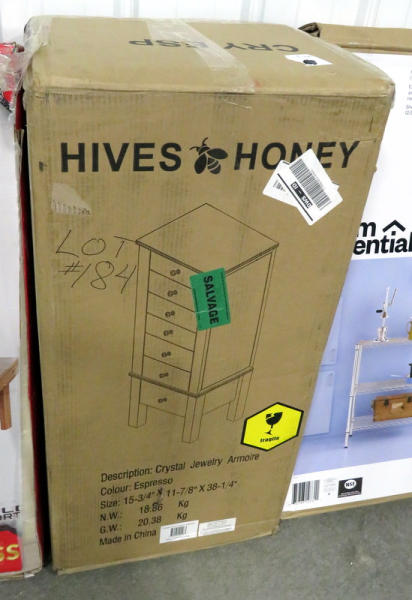 CRY ESP
HIVES HONEY
LOT
#184
SALVAGE
fragile
Description: Crystal Jewelry Armoire
Colour: Espresso
Size: 15-3/4" X 11-7/8" X 38-1/4"
N.W.: 18.86 Kg
G.W.: 20.38 Kg
Made in China
NSF